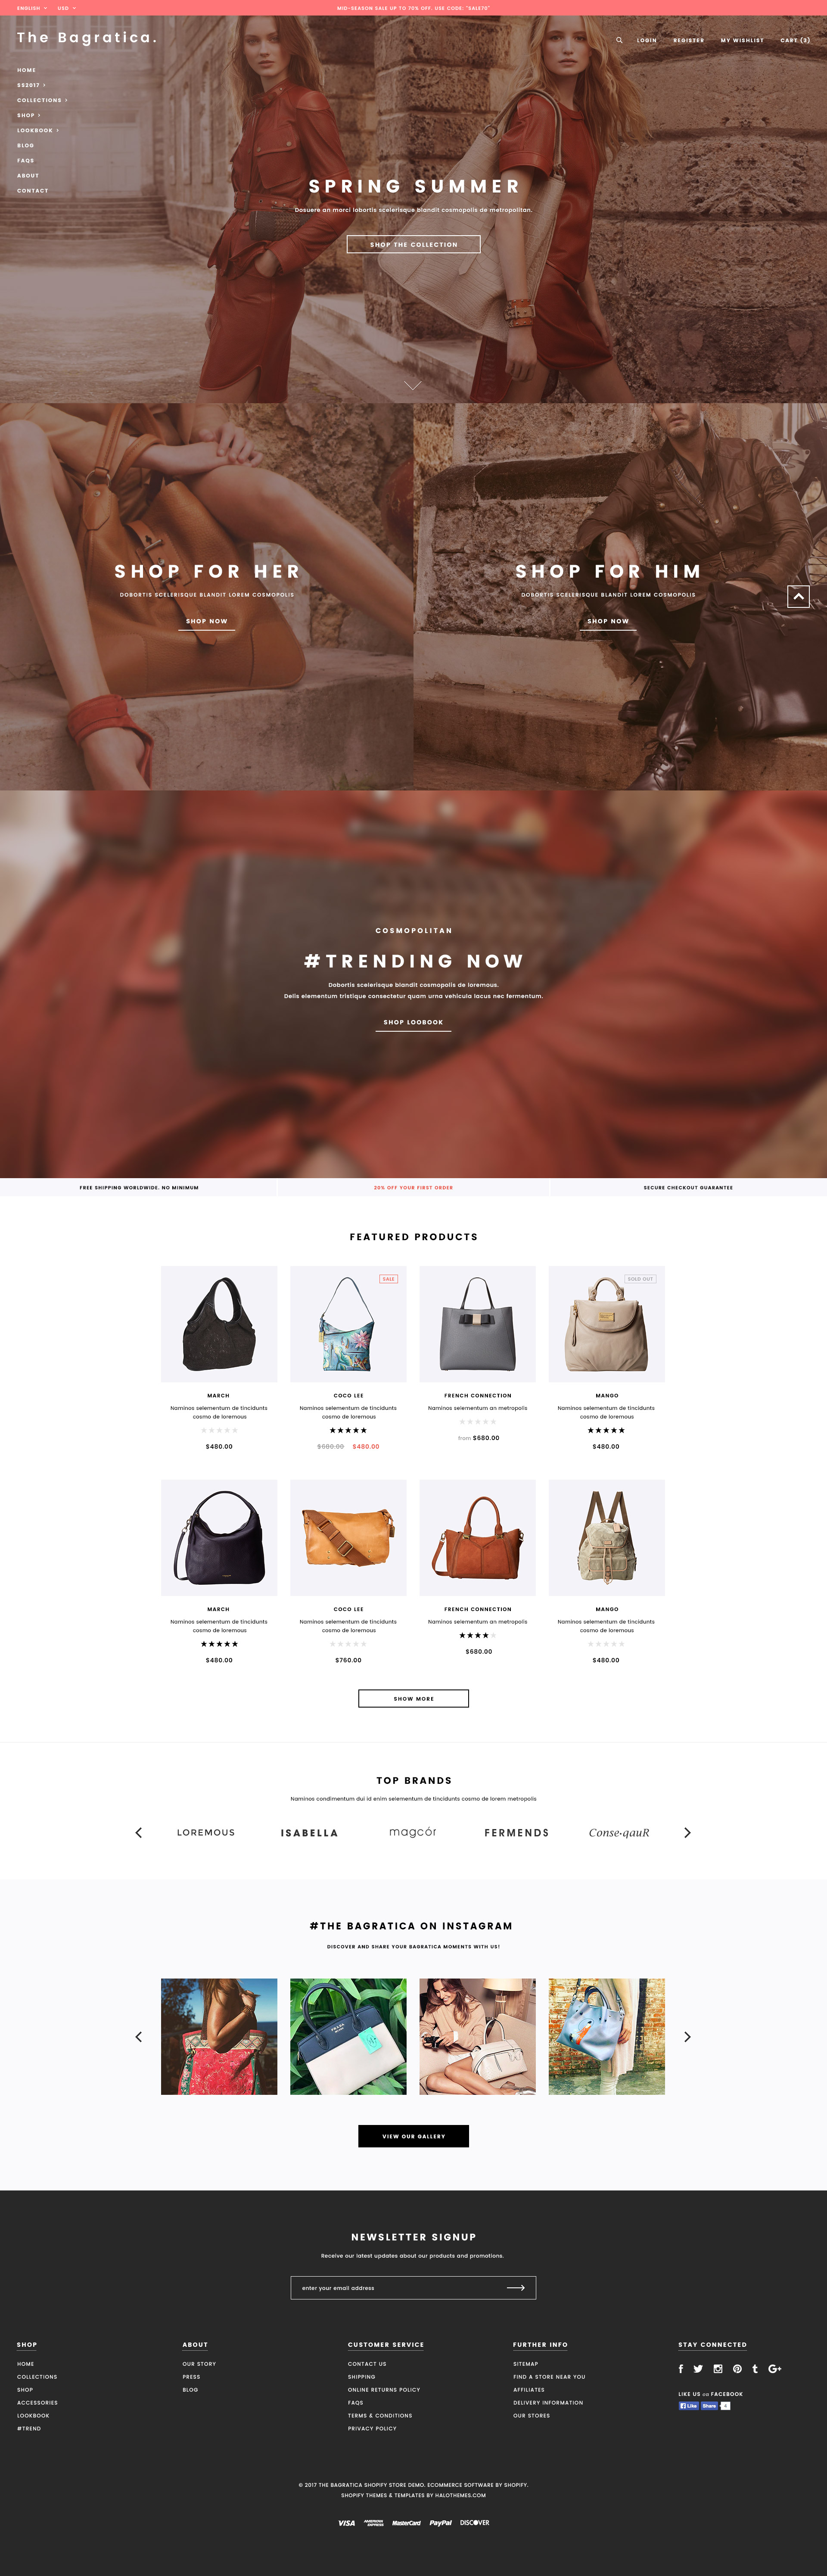 ENGLISH
USD
MID-SEASON SALE UP TO 70% OFF. USE CODE: "SALE70"
The Bagratica.
LOGIN
REGISTER
MY WISHLIST
CART (3)
HOME
SS2017
COLLECTIONS
SHOP
LOOKBOOK
BLOG
FAQS
ABOUT
CONTACT
SPRING SUMMER
Dosuere an marci lobortis scelerisque blandit cosmopolis de metropolitan.
SHOP THE COLLECTION
SHOP FOR HER
DOBORTIS SCELERISQUE BLANDIT LOREM COSMOPOLIS
SHOP NOW
SHOP FOR HIM
DOBORTIS SCELERISQUE BLANDIT LOREM COSMOPOLIS
SHOP NOW
COSMOPOLITAN
#TRENDING NOW
Dobortis scelerisque blandit cosmopolis de loremous.
Delis elementum tristique consectetur quam urna vehicula lacus nec fermentum.
SHOP LOOBOOK
FREE SHIPPING WORLDWIDE. NO MINIMUM
20% OFF YOUR FIRST ORDER
SECURE CHECKOUT GUARANTEE
FEATURED PRODUCTS
SALE
SOLD OUT
MARCH
Naminos selementum de tincidunts
cosmo de loremous
$480.00
COCO LEE
Naminos selementum de tincidunts
cosmo de loremous
$680.00 $480.00
FRENCH CONNECTION
Naminos selementum an metropolis
from $680.00
MANGO
Naminos selementum de tincidunts
cosmo de loremous
$480.00
MARCH
Naminos selementum de tincidunts
cosmo de loremous
$480.00
COCO LEE
Naminos selementum de tincidunts
cosmo de loremous
$760.00
FRENCH CONNECTION
Naminos selementum an metropolis
$680.00
MANGO
Naminos selementum de tincidunts
cosmo de loremous
$480.00
SHOW MORE
TOP BRANDS
Naminos condimentum dui id enim selementum de tincidunts cosmo de lorem metropolis
LOREMOUS
ISABELLA
magcór
FERMENDS
Conse·qauR
#THE BAGRATICA ON INSTAGRAM
DISCOVER AND SHARE YOUR BAGRATICA MOMENTS WITH US!
PRADA
VIEW OUR GALLERY
NEWSLETTER SIGNUP
Receive our latest updates about our products and promotions.
enter your email address
SHOP
HOME
COLLECTIONS
SHOP
ACCESSORIES
LOOKBOOK
#TREND
ABOUT
OUR STORY
PRESS
BLOG
CUSTOMER SERVICE
CONTACT US
SHIPPING
ONLINE RETURNS POLICY
FAQS
TERMS & CONDITIONS
PRIVACY POLICY
FURTHER INFO
SITEMAP
FIND A STORE NEAR YOU
AFFILIATES
DELIVERY INFORMATION
OUR STORES
STAY CONNECTED
LIKE US on FACEBOOK
Like
Share
© 2017 THE BAGRATICA SHOPIFY STORE DEMO. ECOMMERCE SOFTWARE BY SHOPIFY.
SHOPIFY THEMES & TEMPLATES BY HALOTHEMES.COM
VISA
AMERICAN EXPRESS
MasterCard
PayPal
DISCOVER